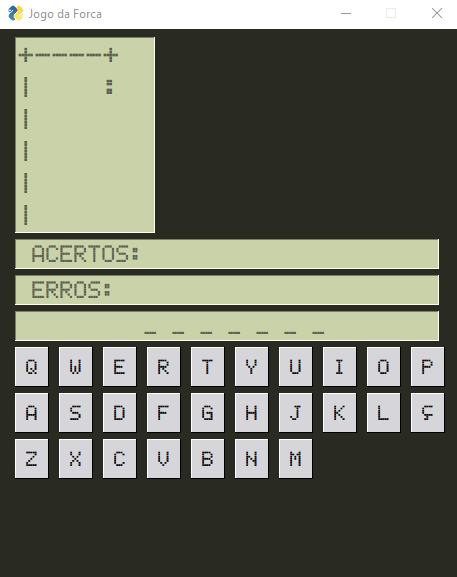 Jogo da Forca
+----+
|    :
|
|
|
|
ACERTOS:
ERROS:
_ _ _ _ _ _ _
Q W E R T Y U I O P
A S D F G H J K L Ç
Z X C V B N M